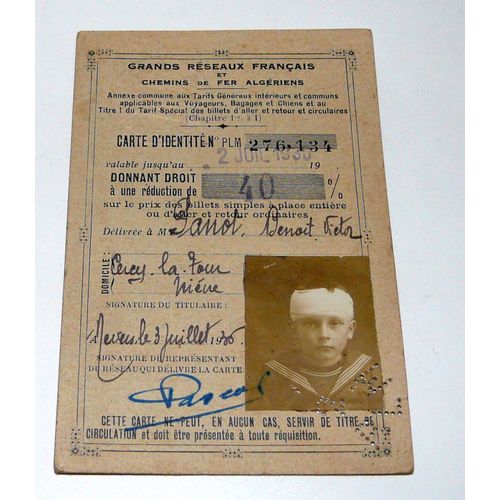 GRANDS RÉSEAUX FRANÇAIS
ET
CHEMINS DE FER ALGÉRIENS
Annexe commune aux Tarifs Généraux intérieurs et communs
applicables aux Voyageurs, Bagages et Chiens et au
Titre I du Tarif Spécial des billets d'aller et retour et circulaires
(Chapitre 1er § I)
CARTE D'IDENTITÉ N° PLM 276,134
valable jusqu'au 2 JUIL 1936 19
DONNANT DROIT
à une réduction de 40 %
sur le prix des billets simples à place entière
ou d'aller et retour ordinaires
Délivrée à M Benoit Victor
DOMICILE: Cercy-la-Tour
Nièvre
SIGNATURE DU TITULAIRE:
A Nevers, le 3 juillet 19
SIGNATURE DU REPRÉSENTANT
DU RÉSEAU QUI DÉLIVRE LA CARTE
CETTE CARTE NE PEUT, EN AUCUN CAS, SERVIR DE TITRE DE
CIRCULATION et doit être présentée à toute réquisition.